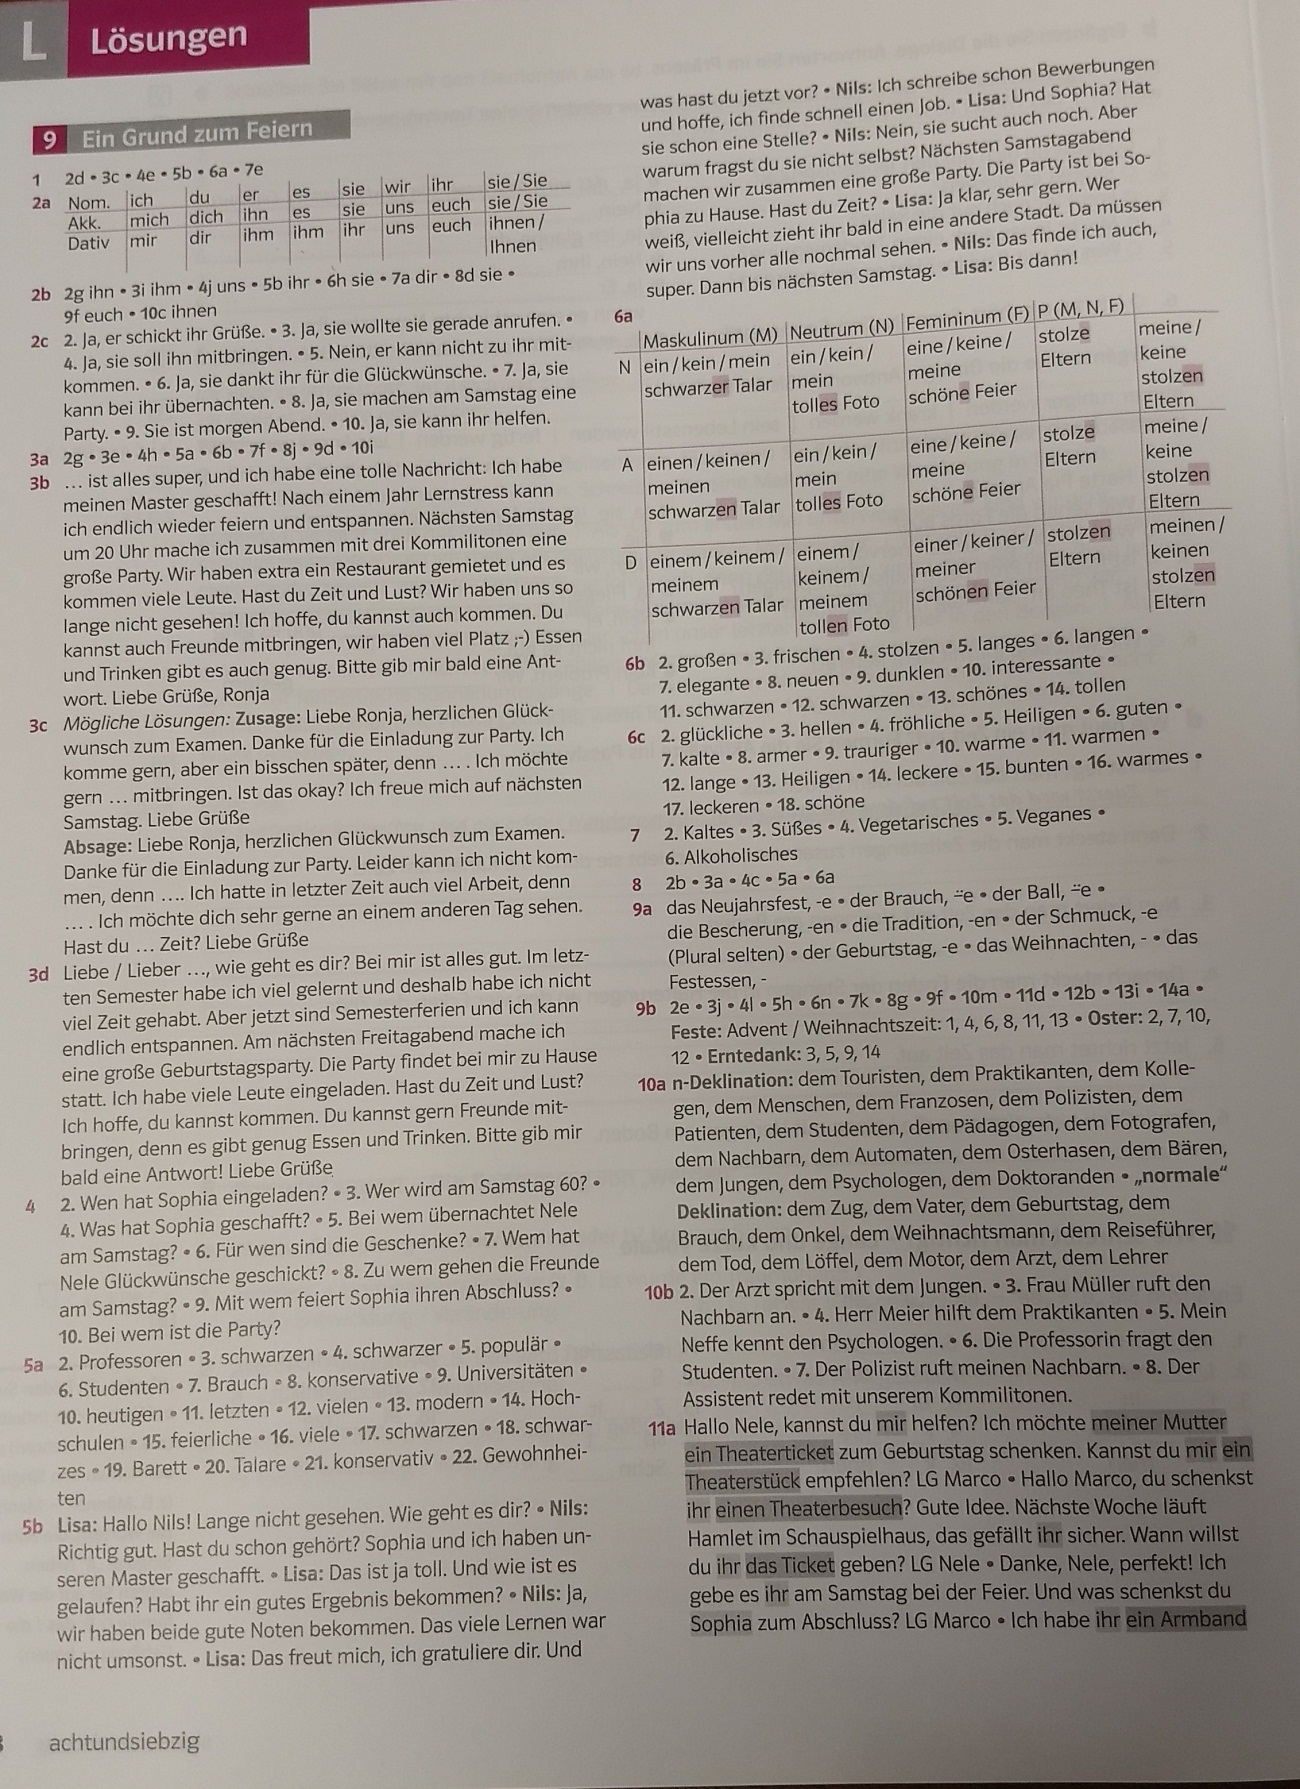 L Lösungen
9 Ein Grund zum Feiern
1 2d • 3c • 4e • 5b • 6a • 7e
2a Nom. ich du er es sie wir ihr sie / Sie
Akk. mich dich ihn es sie uns euch sie / Sie
Dativ mir dir ihm ihm ihr uns euch ihnen /
Ihnen
2b 2g ihn • 3i ihm • 4j uns • 5b ihr • 6h sie • 7a dir • 8d sie •
9f euch • 10c ihnen
2c 2. Ja, er schickt ihr Grüße. • 3. Ja, sie wollte sie gerade anrufen. •
4. Ja, sie soll ihn mitbringen. • 5. Nein, er kann nicht zu ihr mit-
kommen. • 6. Ja, sie dankt ihr für die Glückwünsche. • 7. Ja, sie
kann bei ihr übernachten. • 8. Ja, sie machen am Samstag eine
Party. • 9. Sie ist morgen Abend. • 10. Ja, sie kann ihr helfen.
3a 2g • 3e • 4h • 5a • 6b • 7f • 8j • 9d • 10i
3b … ist alles super, und ich habe eine tolle Nachricht: Ich habe
meinen Master geschafft! Nach einem Jahr Lernstress kann
ich endlich wieder feiern und entspannen. Nächsten Samstag
um 20 Uhr mache ich zusammen mit drei Kommilitonen eine
große Party. Wir haben extra ein Restaurant gemietet und es
kommen viele Leute. Hast du Zeit und Lust? Wir haben uns so
lange nicht gesehen! Ich hoffe, du kannst auch kommen. Du
kannst auch Freunde mitbringen, wir haben viel Platz ;-) Essen
und Trinken gibt es auch genug. Bitte gib mir bald eine Ant-
wort. Liebe Grüße, Ronja
3c Mögliche Lösungen: Zusage: Liebe Ronja, herzlichen Glück-
wunsch zum Examen. Danke für die Einladung zur Party. Ich
komme gern, aber ein bisschen später, denn … . Ich möchte
gern … mitbringen. Ist das okay? Ich freue mich auf nächsten
Samstag. Liebe Grüße
Absage: Liebe Ronja, herzlichen Glückwunsch zum Examen.
Danke für die Einladung zur Party. Leider kann ich nicht kom-
men, denn …. Ich hatte in letzter Zeit auch viel Arbeit, denn
… . Ich möchte dich sehr gerne an einem anderen Tag sehen.
Hast du … Zeit? Liebe Grüße
3d Liebe / Lieber …, wie geht es dir? Bei mir ist alles gut. Im letz-
ten Semester habe ich viel gelernt und deshalb habe ich nicht
viel Zeit gehabt. Aber jetzt sind Semesterferien und ich kann
endlich entspannen. Am nächsten Freitagabend mache ich
eine große Geburtstagsparty. Die Party findet bei mir zu Hause
statt. Ich habe viele Leute eingeladen. Hast du Zeit und Lust?
Ich hoffe, du kannst kommen. Du kannst gern Freunde mit-
bringen, denn es gibt genug Essen und Trinken. Bitte gib mir
bald eine Antwort! Liebe Grüße
4 2. Wen hat Sophia eingeladen? • 3. Wer wird am Samstag 60? •
4. Was hat Sophia geschafft? • 5. Bei wem übernachtet Nele
am Samstag? • 6. Für wen sind die Geschenke? • 7. Wem hat
Nele Glückwünsche geschickt? • 8. Zu wem gehen die Freunde
am Samstag? • 9. Mit wem feiert Sophia ihren Abschluss? •
10. Bei wem ist die Party?
5a 2. Professoren • 3. schwarzen • 4. schwarzer • 5. populär •
6. Studenten • 7. Brauch • 8. konservative • 9. Universitäten •
10. heutigen • 11. letzten • 12. vielen • 13. modern • 14. Hoch-
schulen • 15. feierliche • 16. viele • 17. schwarzen • 18. schwar-
zes • 19. Barett • 20. Talare • 21. konservativ • 22. Gewohnhei-
ten
5b Lisa: Hallo Nils! Lange nicht gesehen. Wie geht es dir? • Nils:
Richtig gut. Hast du schon gehört? Sophia und ich haben un-
seren Master geschafft. • Lisa: Das ist ja toll. Und wie ist es
gelaufen? Habt ihr ein gutes Ergebnis bekommen? • Nils: Ja,
wir haben beide gute Noten bekommen. Das viele Lernen war
nicht umsonst. • Lisa: Das freut mich, ich gratuliere dir. Und
was hast du jetzt vor? • Nils: Ich schreibe schon Bewerbungen
und hoffe, ich finde schnell einen Job. • Lisa: Und Sophia? Hat
sie schon eine Stelle? • Nils: Nein, sie sucht auch noch. Aber
warum fragst du sie nicht selbst? Nächsten Samstagabend
machen wir zusammen eine große Party. Die Party ist bei So-
phia zu Hause. Hast du Zeit? • Lisa: Ja klar, sehr gern. Wer
weiß, vielleicht zieht ihr bald in eine andere Stadt. Da müssen
wir uns vorher alle nochmal sehen. • Nils: Das finde ich auch,
super. Dann bis nächsten Samstag. • Lisa: Bis dann!
6a
Maskulinum (M) Neutrum (N) Femininum (F) P (M, N, F)
N ein / kein / mein ein / kein / eine / keine / stolze meine /
schwarzer Talar mein meine Eltern keine
tolles Foto schöne Feier stolzen
Eltern
A einen / keinen / ein / kein / eine / keine / stolze meine /
meinen mein meine Eltern keine
schwarzen Talar tolles Foto schöne Feier stolzen
Eltern
D einem / keinem / einem / einer / keiner / stolzen meinen /
meinem keinem / meiner Eltern keinen
schwarzen Talar meinem schönen Feier stolzen
tollen Foto Eltern
6b 2. großen • 3. frischen • 4. stolzen • 5. langes • 6. langen •
7. elegante • 8. neuen • 9. dunklen • 10. interessante •
11. schwarzen • 12. schwarzen • 13. schönes • 14. tollen
6c 2. glückliche • 3. hellen • 4. fröhliche • 5. Heiligen • 6. guten •
7. kalte • 8. armer • 9. trauriger • 10. warme • 11. warmen •
12. lange • 13. Heiligen • 14. leckere • 15. bunten • 16. warmes •
17. leckeren • 18. schöne
7 2. Kaltes • 3. Süßes • 4. Vegetarisches • 5. Veganes •
6. Alkoholisches
8 2b • 3a • 4c • 5a • 6a
9a das Neujahrsfest, -e • der Brauch, -̈e • der Ball, -̈e •
die Bescherung, -en • die Tradition, -en • der Schmuck, -e
(Plural selten) • der Geburtstag, -e • das Weihnachten, - • das
Festessen, -
9b 2e • 3j • 4l • 5h • 6n • 7k • 8g • 9f • 10m • 11d • 12b • 13i • 14a •
Feste: Advent / Weihnachtszeit: 1, 4, 6, 8, 11, 13 • Oster: 2, 7, 10,
12 • Erntedank: 3, 5, 9, 14
10a n-Deklination: dem Touristen, dem Praktikanten, dem Kolle-
gen, dem Menschen, dem Franzosen, dem Polizisten, dem
Patienten, dem Studenten, dem Pädagogen, dem Fotografen,
dem Nachbarn, dem Automaten, dem Osterhasen, dem Bären,
dem Jungen, dem Psychologen, dem Doktoranden • „normale“
Deklination: dem Zug, dem Vater, dem Geburtstag, dem
Brauch, dem Onkel, dem Weihnachtsmann, dem Reiseführer,
dem Tod, dem Löffel, dem Motor, dem Arzt, dem Lehrer
10b 2. Der Arzt spricht mit dem Jungen. • 3. Frau Müller ruft den
Nachbarn an. • 4. Herr Meier hilft dem Praktikanten • 5. Mein
Neffe kennt den Psychologen. • 6. Die Professorin fragt den
Studenten. • 7. Der Polizist ruft meinen Nachbarn. • 8. Der
Assistent redet mit unserem Kommilitonen.
11a Hallo Nele, kannst du mir helfen? Ich möchte meiner Mutter
ein Theaterticket zum Geburtstag schenken. Kannst du mir ein
Theaterstück empfehlen? LG Marco • Hallo Marco, du schenkst
ihr einen Theaterbesuch? Gute Idee. Nächste Woche läuft
Hamlet im Schauspielhaus, das gefällt ihr sicher. Wann willst
du ihr das Ticket geben? LG Nele • Danke, Nele, perfekt! Ich
gebe es ihr am Samstag bei der Feier. Und was schenkst du
Sophia zum Abschluss? LG Marco • Ich habe ihr ein Armband
achtundsiebzig